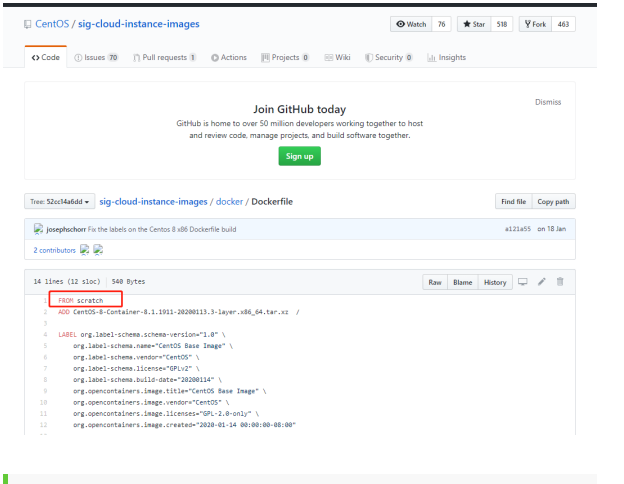 CentOS / sig-cloud-instance-images
Watch 76 Star 518 Fork 463
Code Issues 70 Pull requests 1 Actions Projects 0 Wiki Security 0 Insights
Dismiss
Join GitHub today
GitHub is home to over 50 million developers working together to host
and review code, manage projects, and build software together.
Sign up
Tree: 52cc14a6dd sig-cloud-instance-images / docker / Dockerfile Find file Copy path
josephschorr Fix the labels on the Centos 8 x86 Dockerfile build a121a55 on 18 Jan
2 contributors
14 lines (12 sloc) 540 Bytes Raw Blame History
1 FROM scratch
2 ADD CentOS-8-Container-8.1.1911-20200113.3-layer.x86_64.tar.xz /
3
4 LABEL org.label-schema.schema-version="1.0" \
5 org.label-schema.name="CentOS Base Image" \
6 org.label-schema.vendor="CentOS" \
7 org.label-schema.license="GPLv2" \
8 org.label-schema.build-date="20200114" \
9 org.opencontainers.image.title="CentOS Base Image" \
10 org.opencontainers.image.vendor="CentOS" \
11 org.opencontainers.image.licenses="GPL-2.0-only" \
12 org.opencontainers.image.created="2020-01-14 00:00:00-08:00"